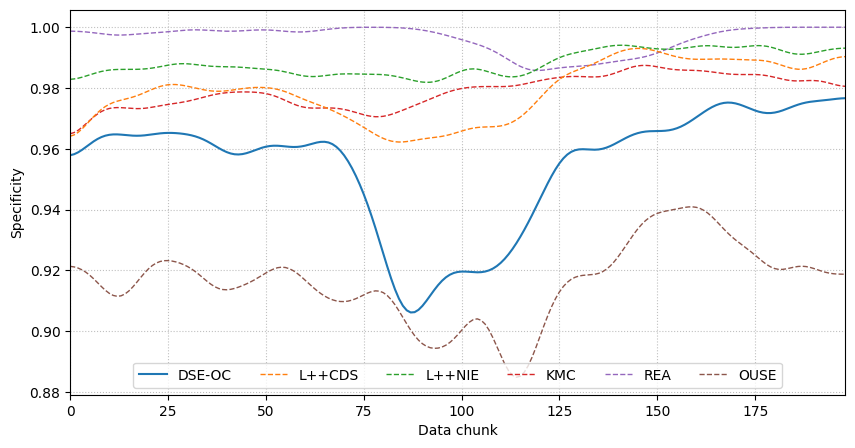 1.00
0.98
0.96
0.94
0.92
0.90
0.88
Specificity
DSE-OC L++CDS L++NIE KMC REA OUSE
0 25 50 75 100 125 150 175
Data chunk